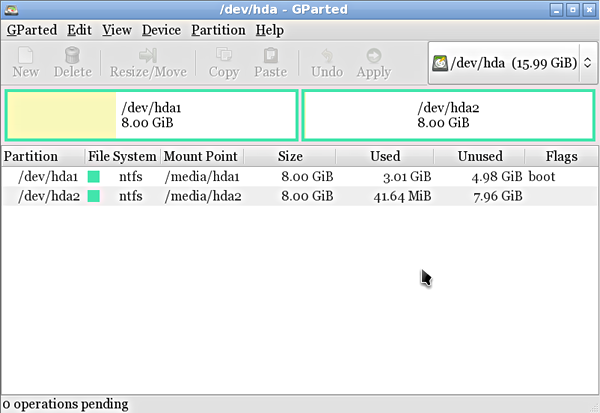 /dev/hda - GParted
GParted Edit View Device Partition Help
New Delete Resize/Move Copy Paste Undo Apply /dev/hda (15.99 GiB)
/dev/hda1
8.00 GiB
/dev/hda2
8.00 GiB
Partition File System Mount Point Size Used Unused Flags
/dev/hda1 ntfs /media/hda1 8.00 GiB 3.01 GiB 4.98 GiB boot
/dev/hda2 ntfs /media/hda2 8.00 GiB 41.64 MiB 7.96 GiB
0 operations pending